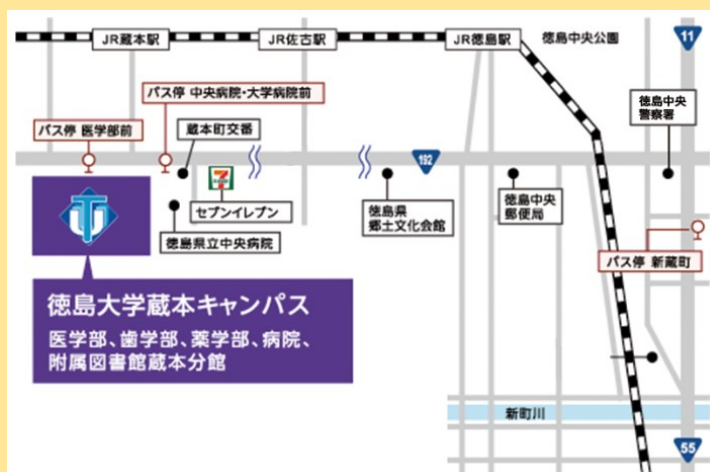 JR蔵本駅
JR佐古駅
JR徳島駅
徳島中央公園
11
バス停 中央病院・大学病院前
バス停 医学部前
蔵本町交番
徳島中央
警察署
192
7
セブンイレブン
徳島県立中央病院
徳島県
郷土文化会館
徳島中央
郵便局
バス停 新蔵町
徳島大学蔵本キャンパス
医学部、歯学部、薬学部、病院、
附属図書館蔵本分館
新町川
55